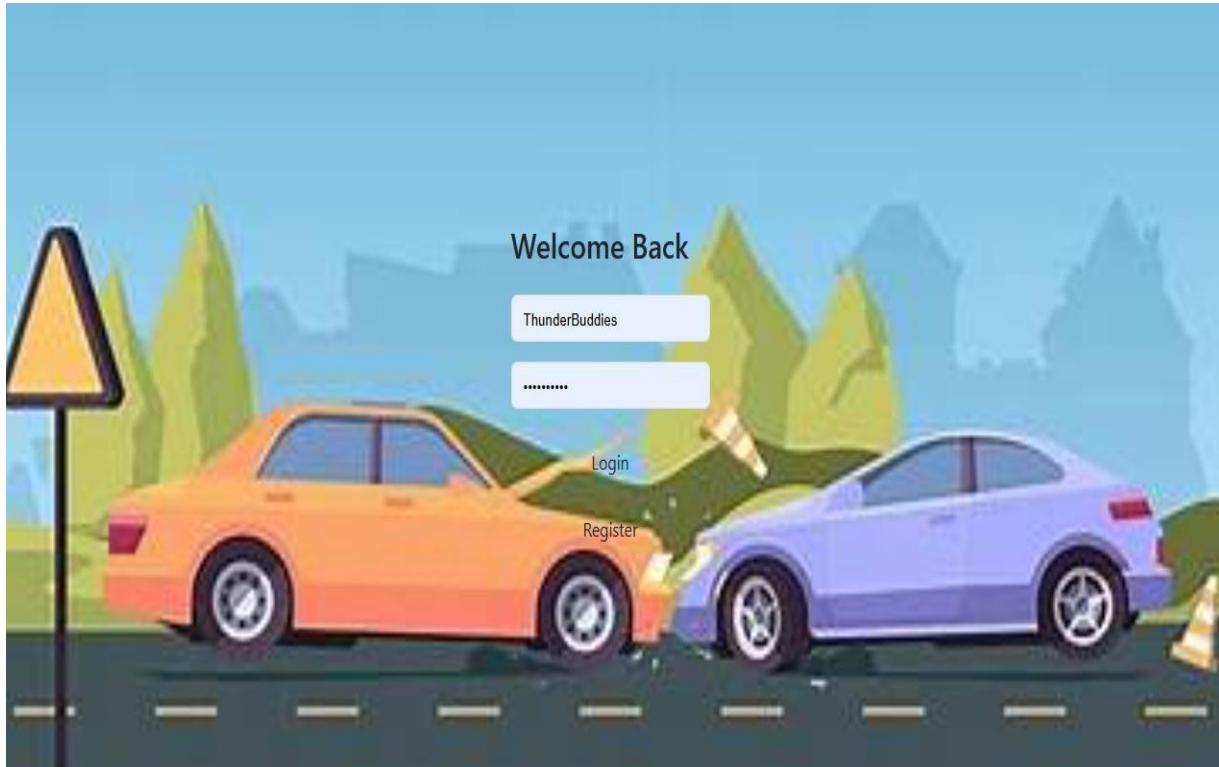 Welcome Back
ThunderBuddies
••••••••••
Login
Register